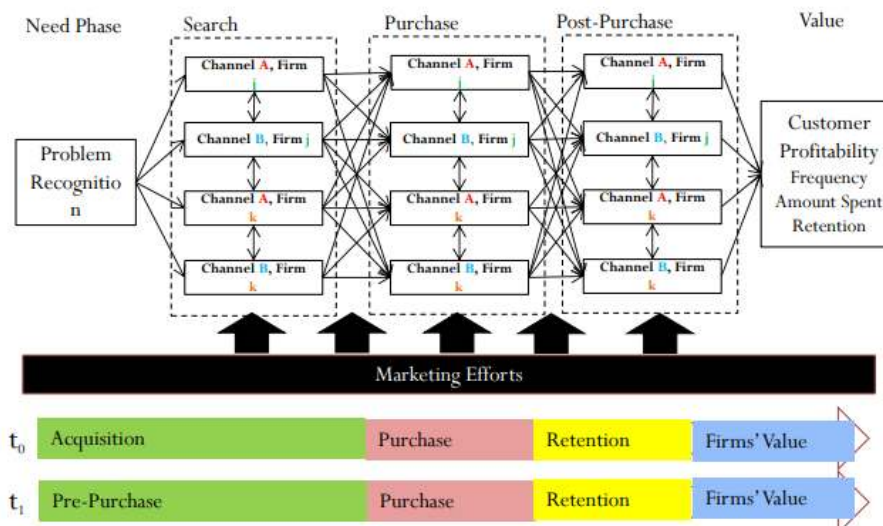 Need Phase
Search
Purchase
Post-Purchase
Value
Problem
Recognitio
n
Channel A, Firm
j
Channel B, Firm j
Channel A, Firm
k
Channel B, Firm
k
Channel A, Firm
j
Channel B, Firm j
Channel A, Firm
k
Channel B, Firm
k
Channel A, Firm
j
Channel B, Firm j
Channel A, Firm
k
Channel B, Firm
k
Customer
Profitability
Frequency
Amount Spent
Retention
Marketing Efforts
t0
Acquisition
Purchase
Retention
Firms' Value
t1
Pre-Purchase
Purchase
Retention
Firms' Value